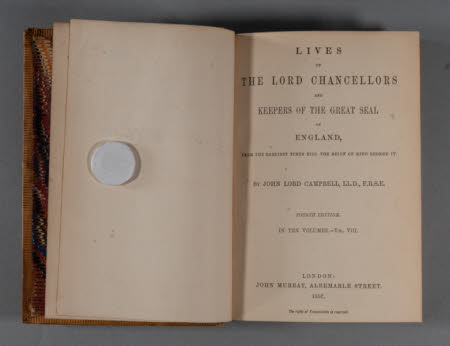 LIVES
OF
THE LORD CHANCELLORS
AND
KEEPERS OF THE GREAT SEAL
OF
ENGLAND,
FROM THE EARLIEST TIMES TILL THE REIGN OF KING GEORGE IV.
BY JOHN LORD CAMPBELL, LL.D., F.R.S.E.
FOURTH EDITION.
IN TEN VOLUMES.—VOL. VIII.
LONDON:
JOHN MURRAY, ALBEMARLE STREET.
1857.
The right of Translation is reserved.